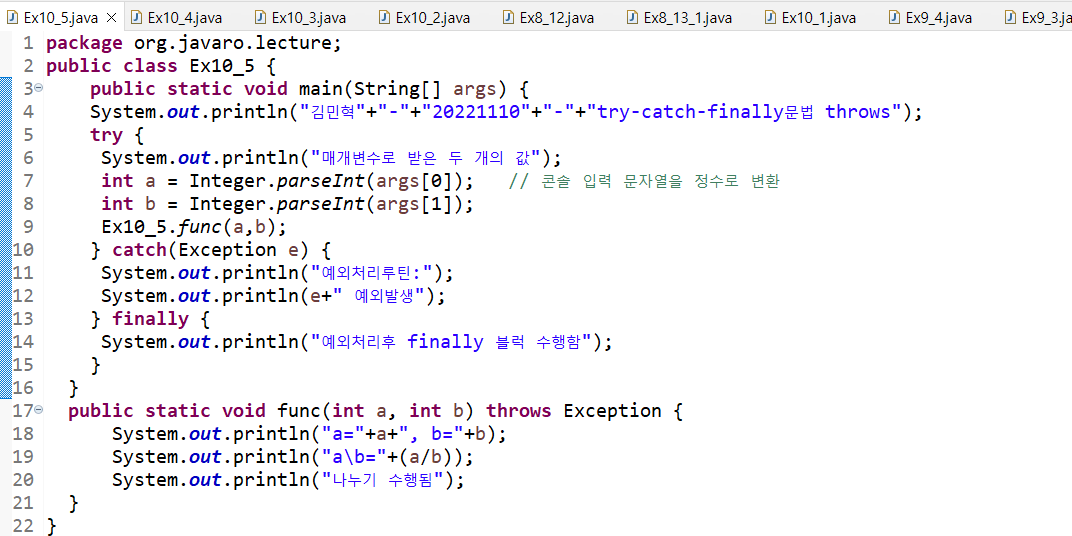 Ex10_5.java Ex10_4.java Ex10_3.java Ex10_2.java Ex8_12.java Ex8_13_1.java Ex10_1.java Ex9_4.java Ex9_3.ja
1 package org.javaro.lecture;
2 public class Ex10_5 {
3 public static void main(String[] args) {
4 System.out.println("김민혁"+"-"+"20221110"+"-"+"try-catch-finally문법 throws");
5 try {
6 System.out.println("매개변수로 받은 두 개의 값");
7 int a = Integer.parseInt(args[0]); // 콘솔 입력 문자열을 정수로 변환
8 int b = Integer.parseInt(args[1]);
9 Ex10_5.func(a,b);
10 } catch(Exception e) {
11 System.out.println("예외처리루틴:");
12 System.out.println(e+" 예외발생");
13 } finally {
14 System.out.println("예외처리후 finally 블럭 수행함");
15 }
16 }
17 public static void func(int a, int b) throws Exception {
18 System.out.println("a="+a+", b="+b);
19 System.out.println("a\b="+(a/b));
20 System.out.println("나누기 수행됨");
21 }
22 }